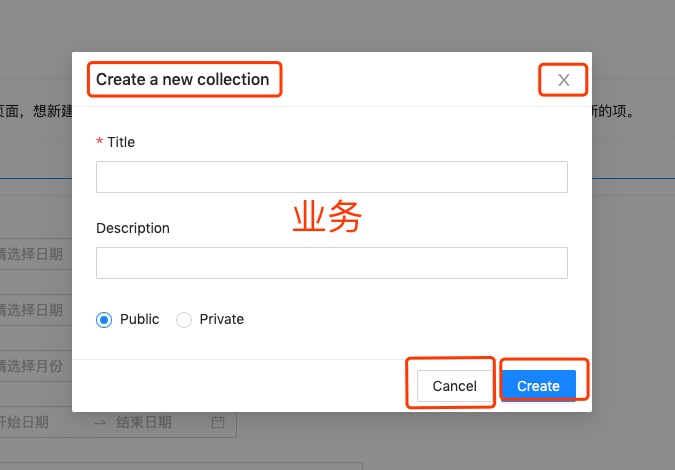 Create a new collection
X
页面，想新建
新的项。
* Title
业务
Description
请选择日期
请选择日期
Public
Private
请选择月份
Cancel
Create
开始日期 → 结束日期